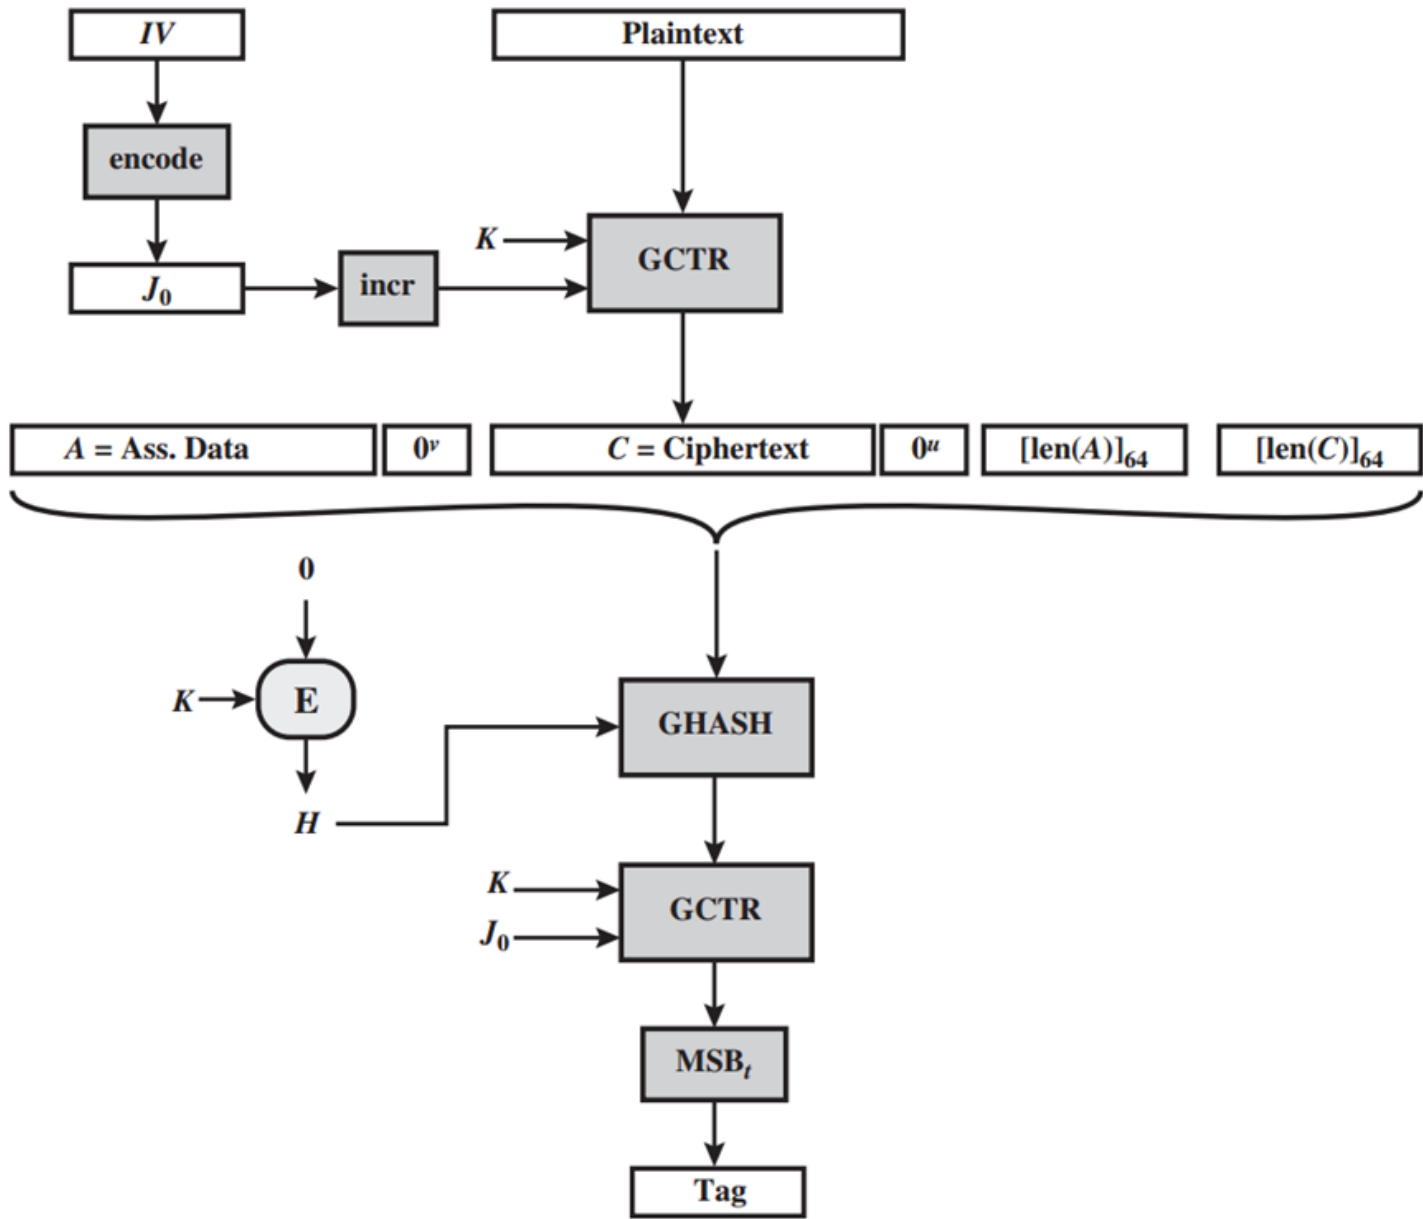 IV
Plaintext
encode
K
GCTR
J₀
incr
A = Ass. Data
0ᵛ
C = Ciphertext
0ᵘ
[len(A)]₆₄
[len(C)]₆₄
0
K
E
GHASH
H
K
GCTR
J₀
MSBₜ
Tag